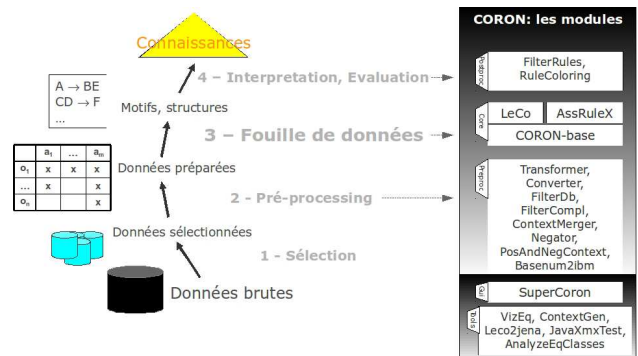 Connaissances
4 – Interpretation, Evaluation
A → BE
CD → F
...
Motifs, structures
3 – Fouille de données
a₁ ... aₘ
o₁ x x x
... x x
oₙ x
Données préparées
2 - Pré-processing
Données sélectionnées
1 - Sélection
Données brutes
CORON: les modules
Postproc
FilterRules,
RuleColoring
Core
LeCo
AssRuleX
CORON-base
Preproc
Transformer,
Converter,
FilterDb,
FilterCompl,
ContextMerger,
Negator,
PosAndNegContext,
Basenum2ibm
Gui
SuperCoron
Tools
VizEq, ContextGen,
Leco2jena, JavaXmxTest,
AnalyzeEqClasses